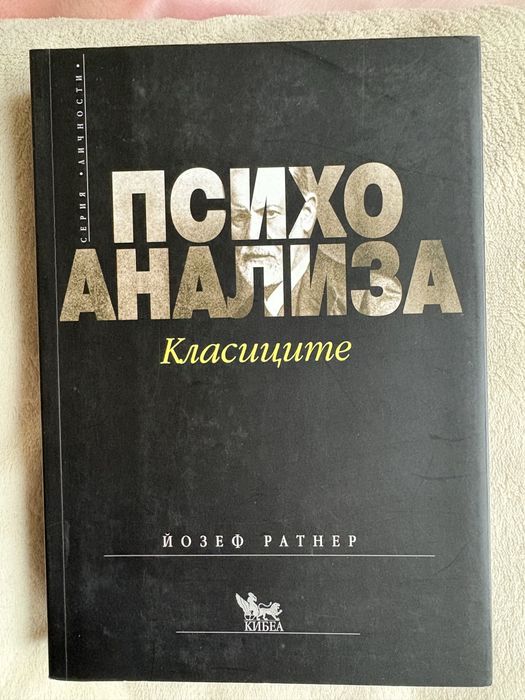 СЕРИЯ • ЛИЧНОСТИ •
ПСИХО
АНАЛИЗА
Класиците
ЙОЗЕФ РАТНЕР
КИБЕА